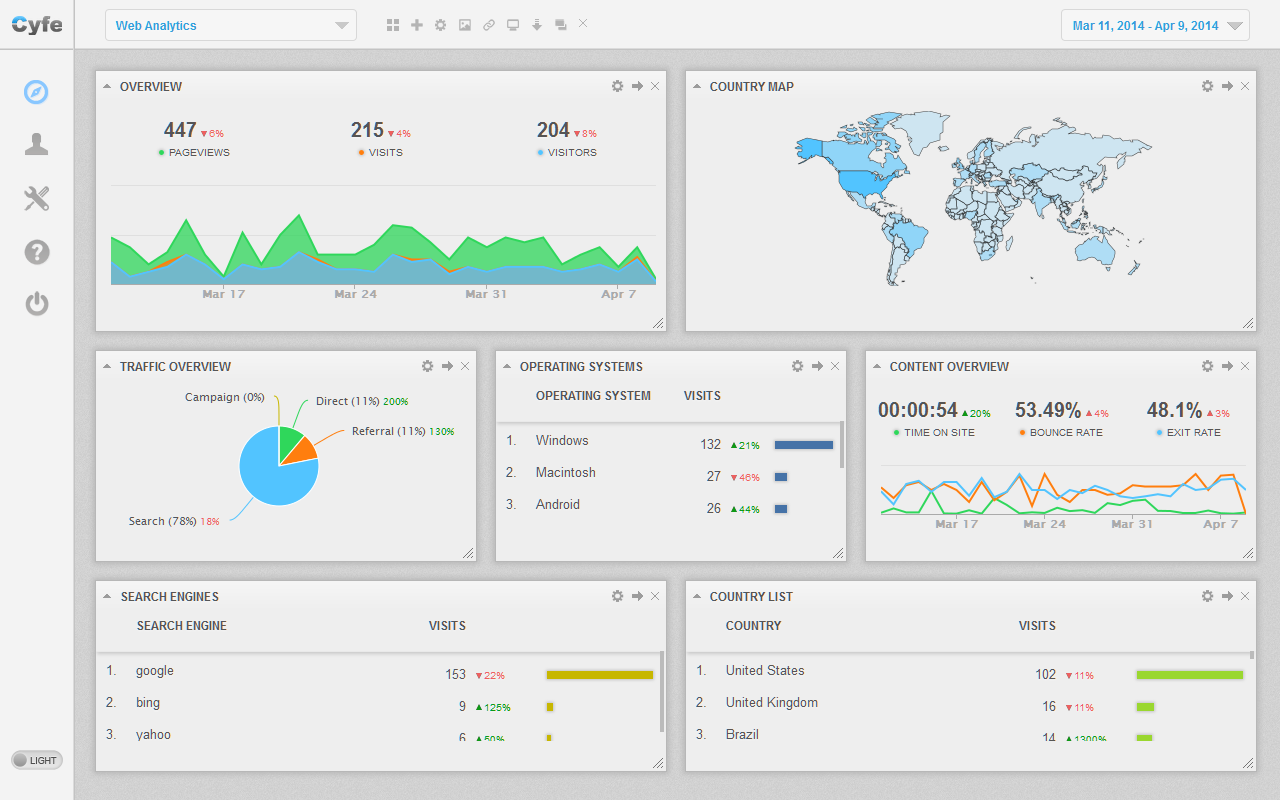 Cyfe
Web Analytics
Mar 11, 2014 - Apr 9, 2014
OVERVIEW
447 ▼6%
PAGEVIEWS
215 ▼4%
VISITS
204 ▼8%
VISITORS
Mar 17 Mar 24 Mar 31 Apr 7
COUNTRY MAP
TRAFFIC OVERVIEW
Campaign (0%)
Direct (11%) 200%
Referral (11%) 130%
Search (78%) 18%
OPERATING SYSTEMS
OPERATING SYSTEM VISITS
1. Windows 132 ▲21%
2. Macintosh 27 ▼46%
3. Android 26 ▲44%
CONTENT OVERVIEW
00:00:54 ▲20%
TIME ON SITE
53.49% ▲4%
BOUNCE RATE
48.1% ▲3%
EXIT RATE
Mar 17 Mar 24 Mar 31 Apr 7
SEARCH ENGINES
SEARCH ENGINE VISITS
1. google 153 ▼22%
2. bing 9 ▲125%
3. yahoo 6 ▲50%
COUNTRY LIST
COUNTRY VISITS
1. United States 102 ▼11%
2. United Kingdom 16 ▼11%
3. Brazil 14 ▲1300%
LIGHT